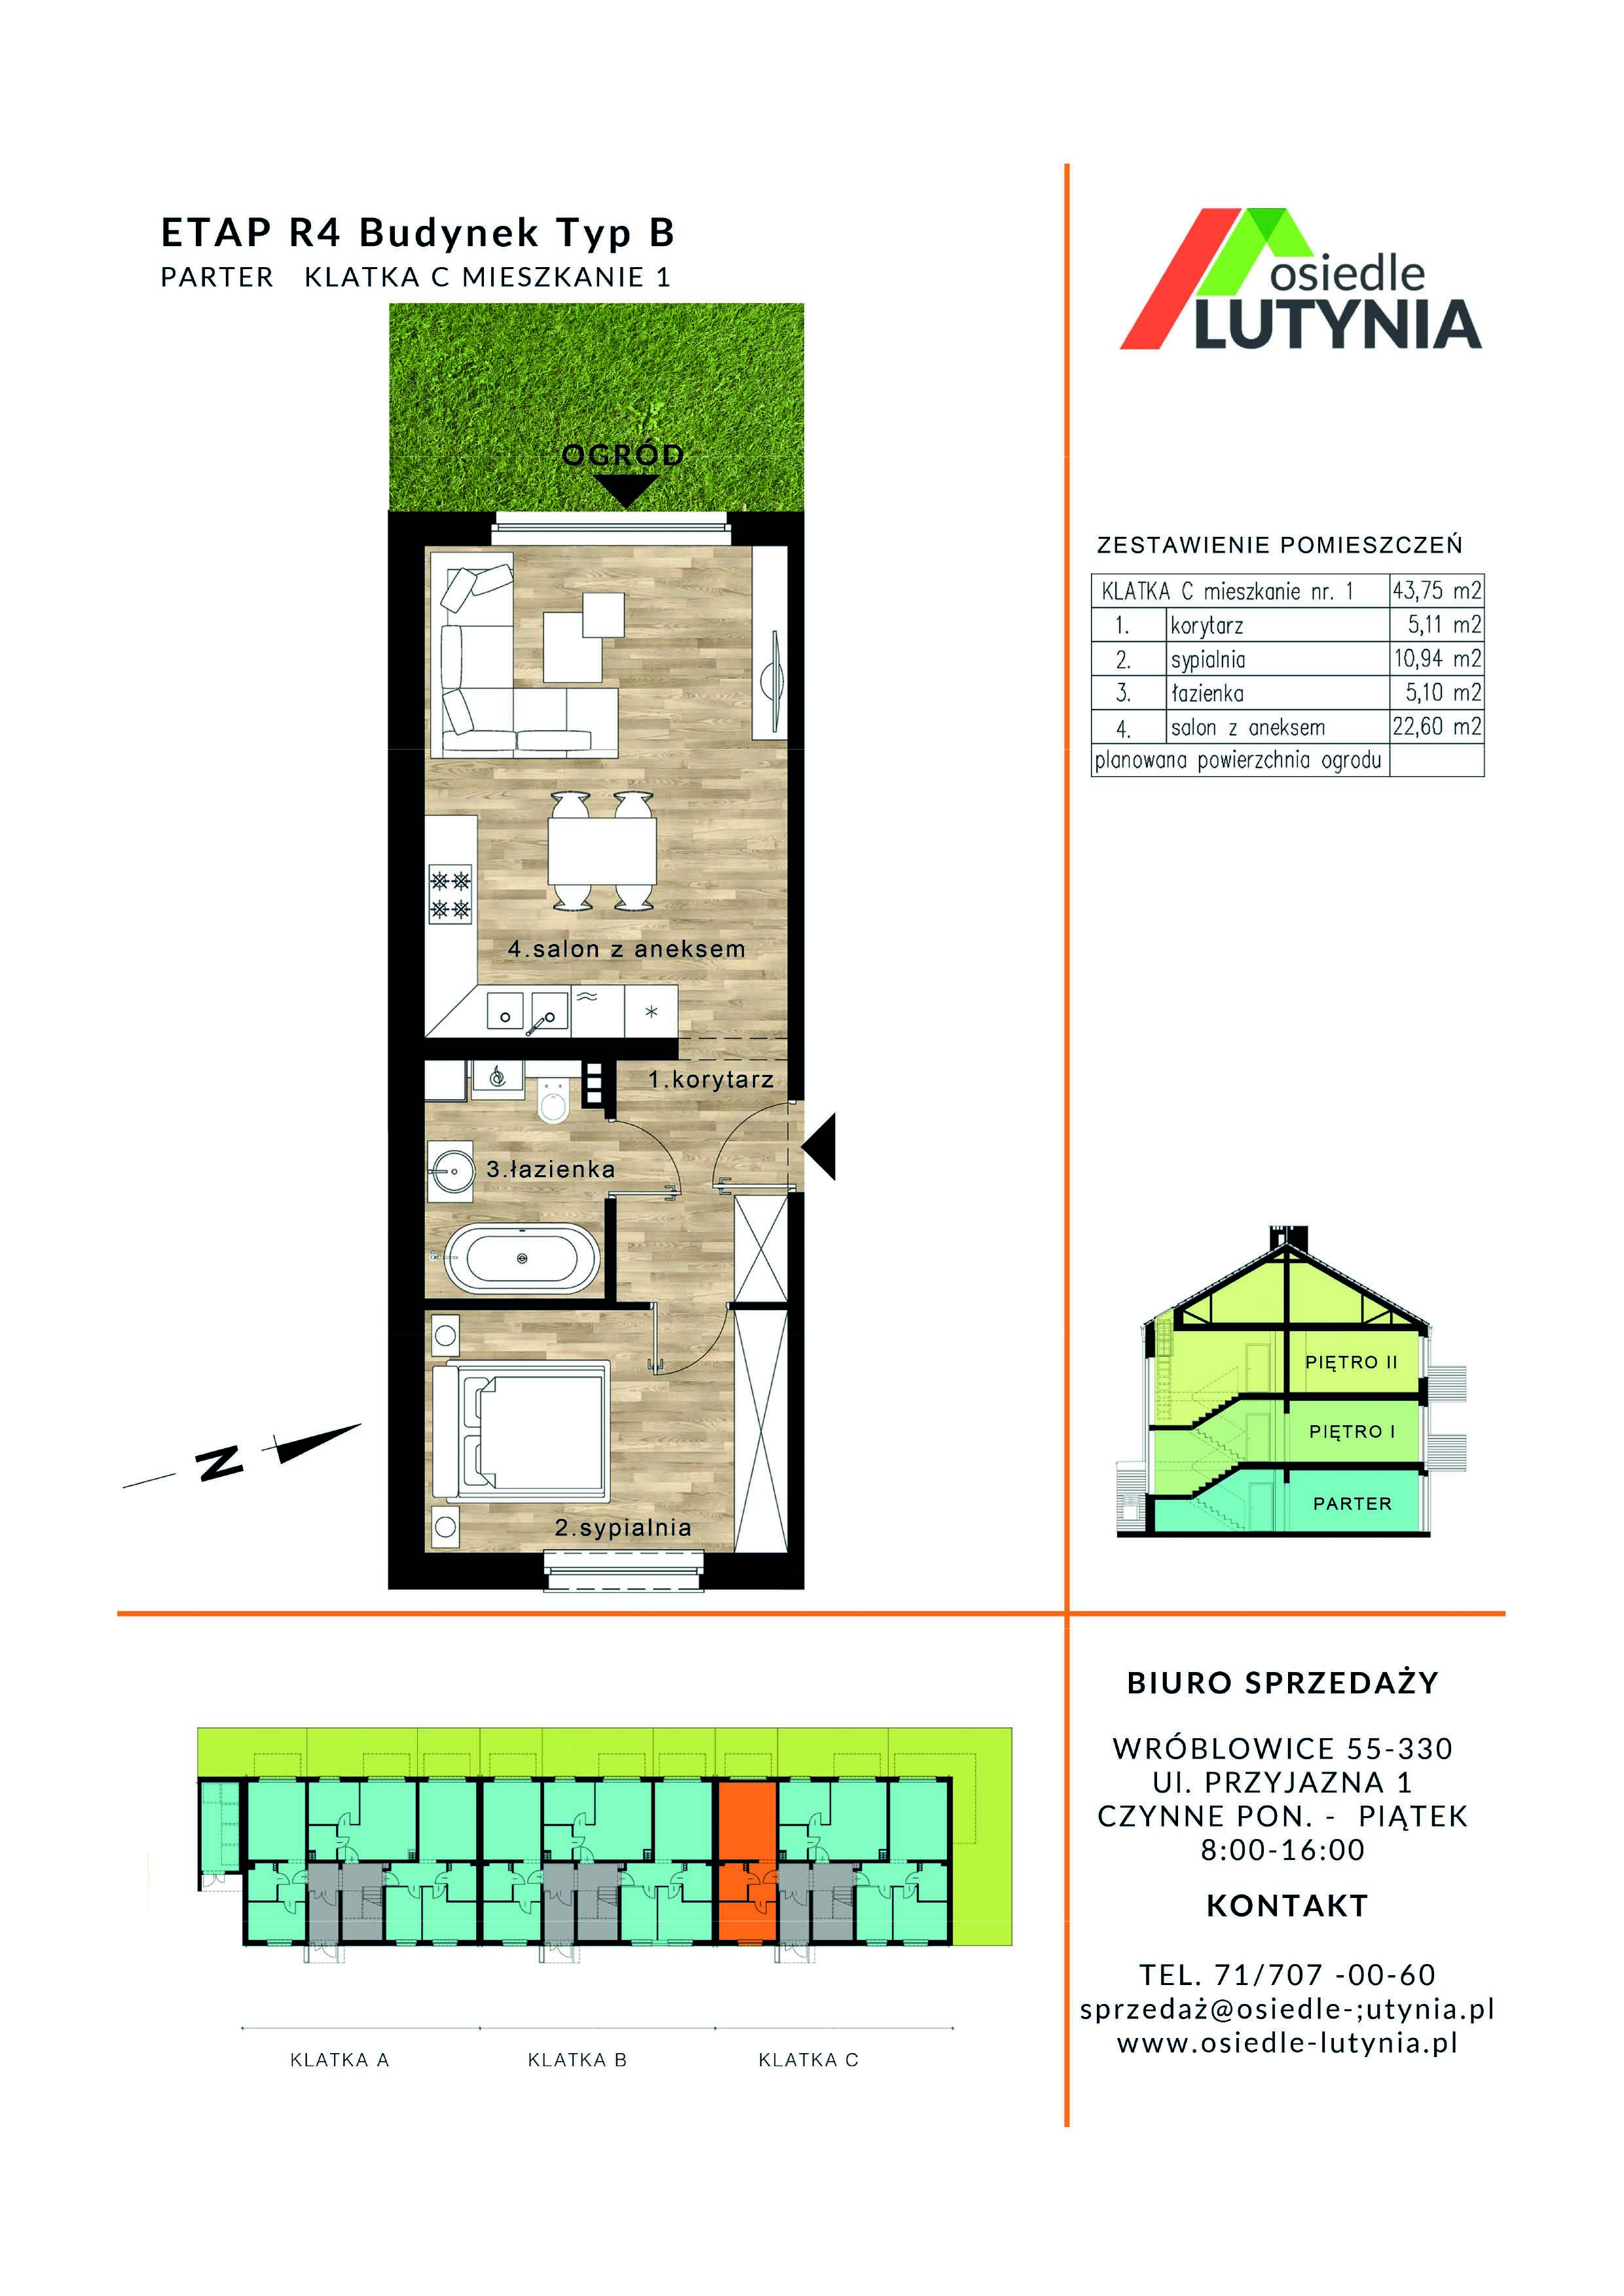 ETAP R4 Budynek Typ B
PARTER KLATKA C MIESZKANIE 1
osiedle
LUTYNIA
OGRÓD
ZESTAWIENIE POMIESZCZEŃ
KLATKA C mieszkanie nr. 1 43,75 m2
1. korytarz 5,11 m2
2. sypialnia 10,94 m2
3. łazienka 5,10 m2
4. salon z aneksem 22,60 m2
planowana powierzchnia ogrodu
4.salon z aneksem
1.korytarz
3.łazienka
2.sypialnia
N
PIĘTRO II
PIĘTRO I
PARTER
BIURO SPRZEDAŻY
WRÓBLOWICE 55-330
Ul. PRZYJAZNA 1
CZYNNE PON. - PIĄTEK
8:00-16:00
KONTAKT
TEL. 71/707 -00-60
sprzedaż@osiedle-;utynia.pl
www.osiedle-lutynia.pl
KLATKA A
KLATKA B
KLATKA C